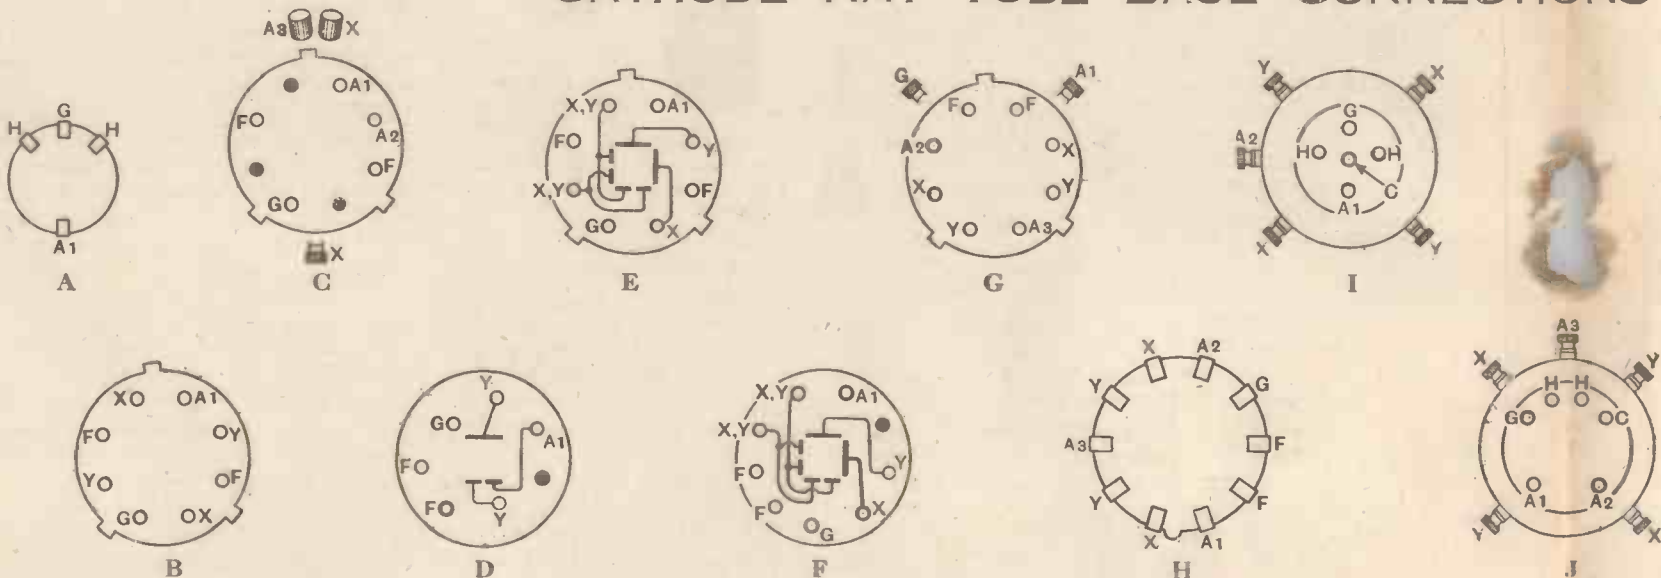 CATHODE RAY TUBE BASE CONNECTIONS
H G H
A1
A
A3 X
A1
F A2
F
G
X
C
X,Y A1
F Y
X,Y F
G X
E
G A1
F F
A2 X
X Y
Y A3
G
Y X
A2 G
H H
A1 C
X Y
I
X A1
F Y
Y F
G X
B
Y
G
A1
F
F Y
D
X,Y A1
X,Y
F Y
F X
G
F
X A2
Y G
A3 F
Y F
X A1
H
A3
X Y
H-H
G C
A1 A2
Y X
J